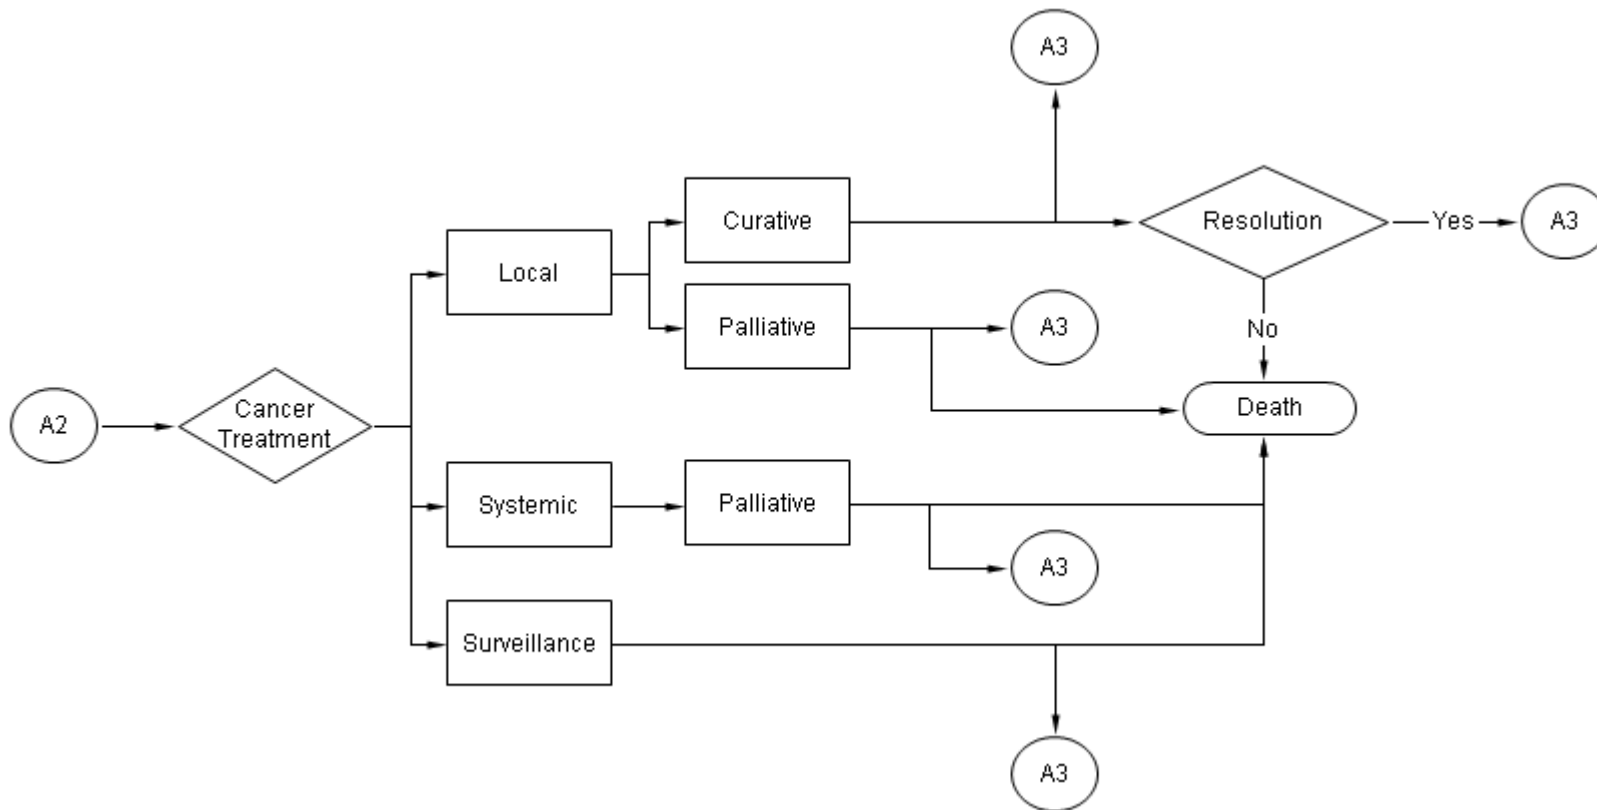 A3
Curative
Resolution
Yes
A3
Local
Palliative
A3
No
Death
A2
Cancer
Treatment
Systemic
Palliative
A3
Surveillance
A3